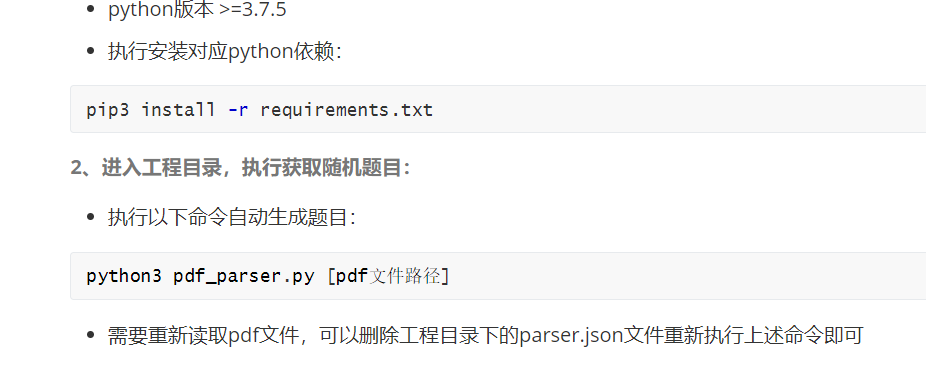 python版本 >=3.7.5
执行安装对应python依赖：
pip3 install -r requirements.txt
2、进入工程目录，执行获取随机题目：
执行以下命令自动生成题目：
python3 pdf_parser.py [pdf文件路径]
需要重新读取pdf文件，可以删除工程目录下的parser.json文件重新执行上述命令即可